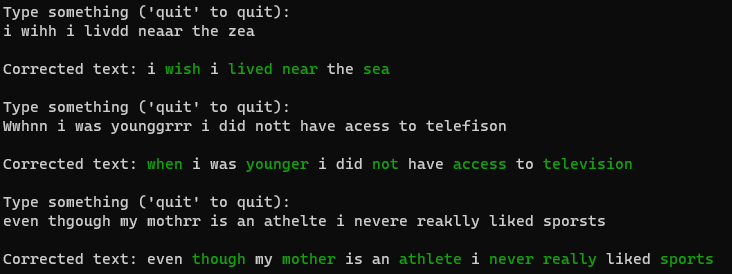 Type something ('quit' to quit):
i wihh i livdd neaar the zea
Corrected text: i wish i lived near the sea
Type something ('quit' to quit):
Wwhnn i was younggrrr i did nott have acess to telefison
Corrected text: when i was younger i did not have access to television
Type something ('quit' to quit):
even thgough my mothrr is an athelte i nevere reaklly liked sporsts
Corrected text: even though my mother is an athlete i never really liked sports